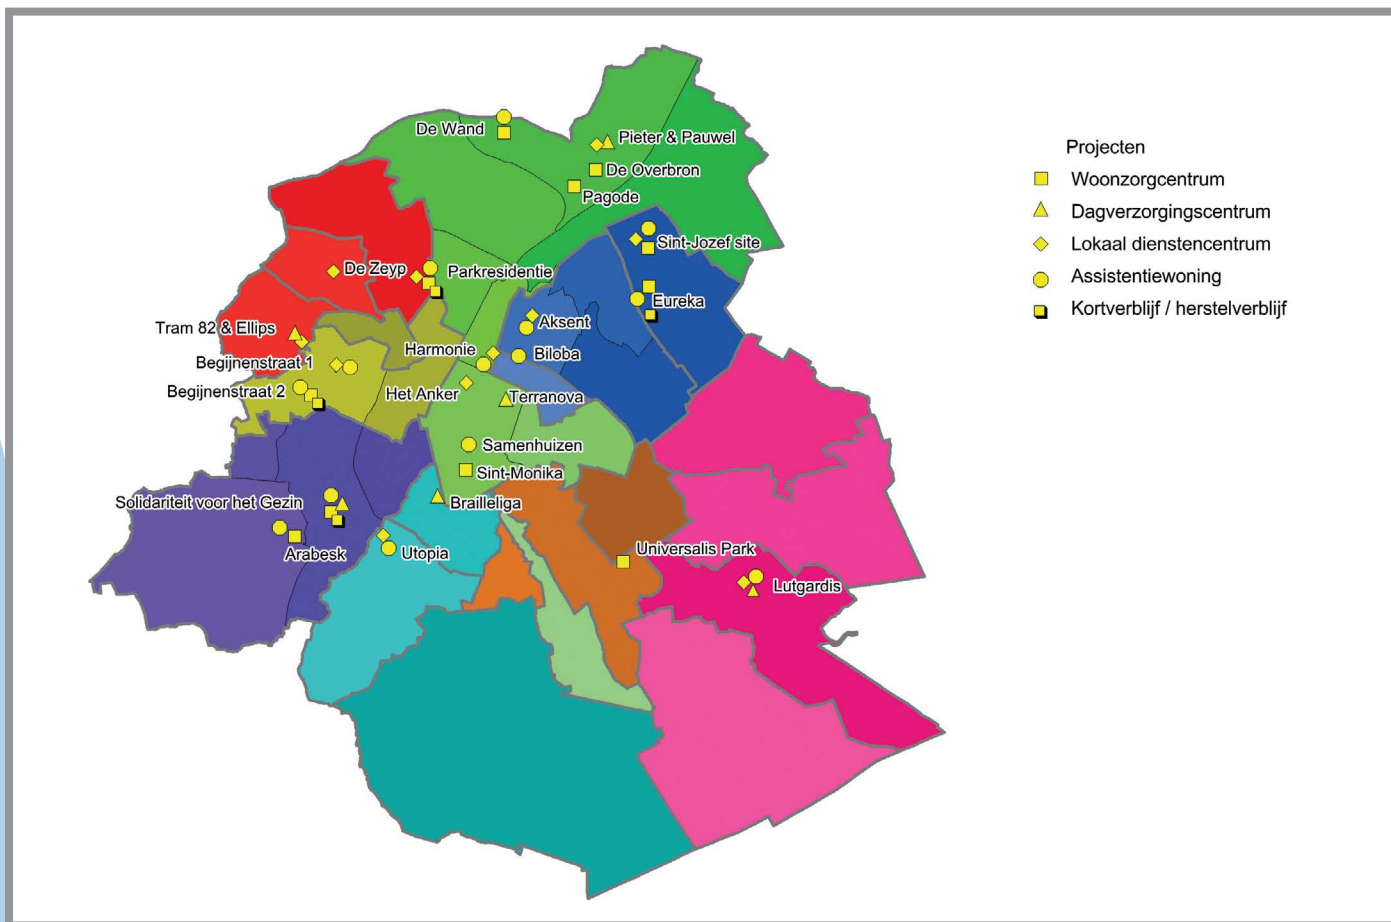 De Wand
Pieter & Pauwel
De Overbron
Pagode
Sint-Jozef site
De Zeyp
Parkresidentie
Eureka
Tram 82 & Ellips
Aksent
Harmonie
Biloba
Begijnenstraat 1
Begijnenstraat 2
Het Anker
Terranova
Samenhuizen
Sint-Monika
Solidariteit voor het Gezin
Brailleliga
Arabesk
Utopia
Universalis Park
Lutgardis
Projecten
Woonzorgcentrum
Dagverzorgingscentrum
Lokaal dienstencentrum
Assistentiewoning
Kortverblijf / herstelverblijf